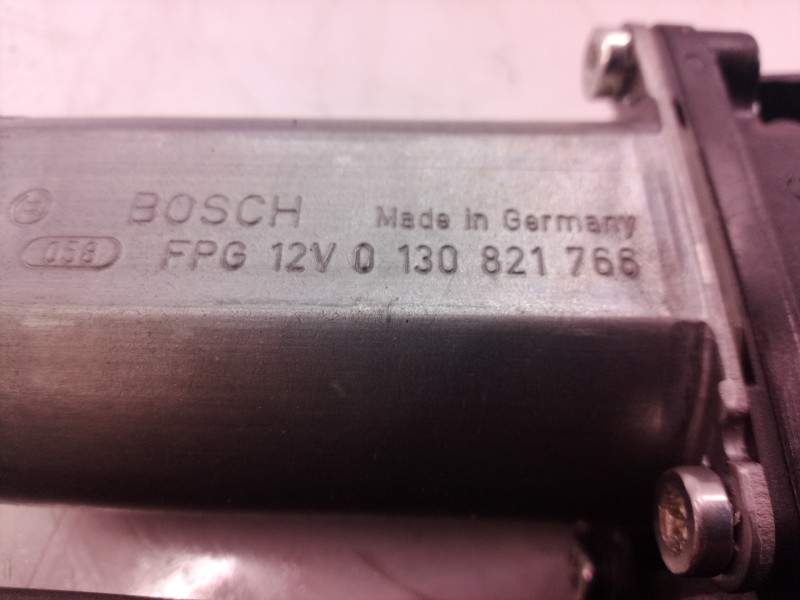 BOSCH Made in Germany
058 FPG 12V 0 130 821 766